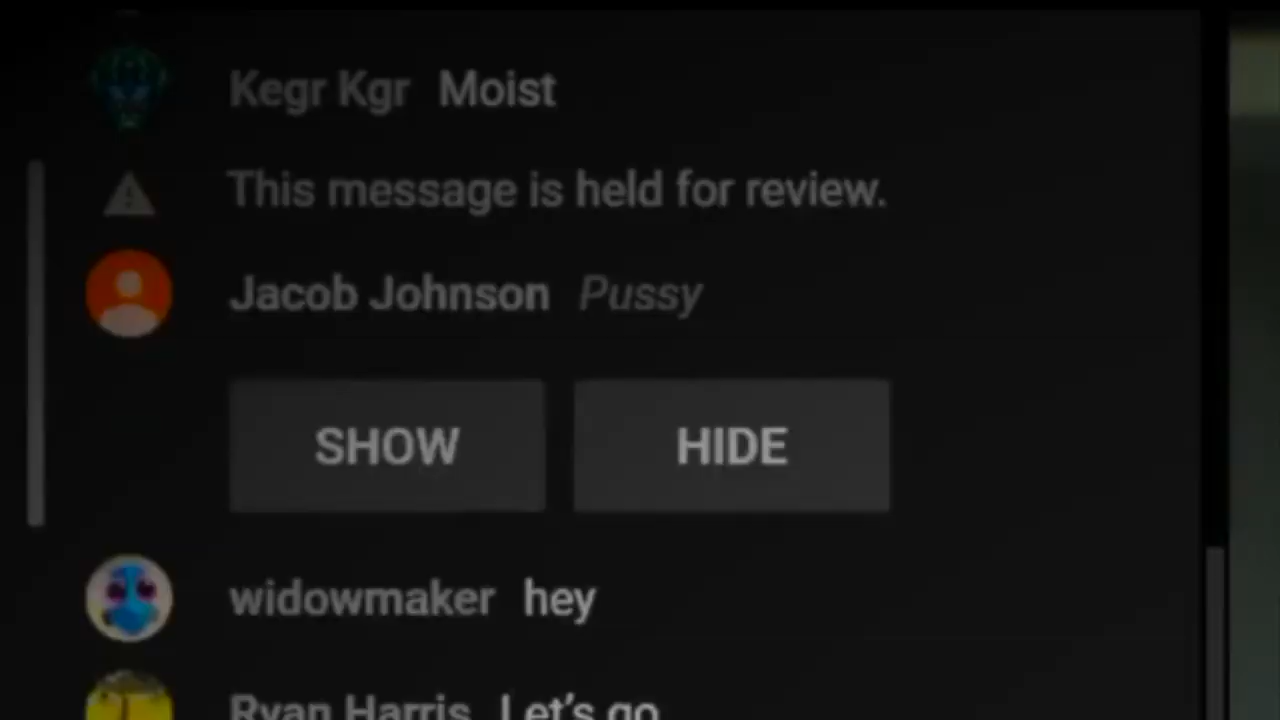 Kegr Kgr Moist
This message is held for review.
Jacob Johnson Pussy
SHOW HIDE
widowmaker hey
Ryan Harris Let's go